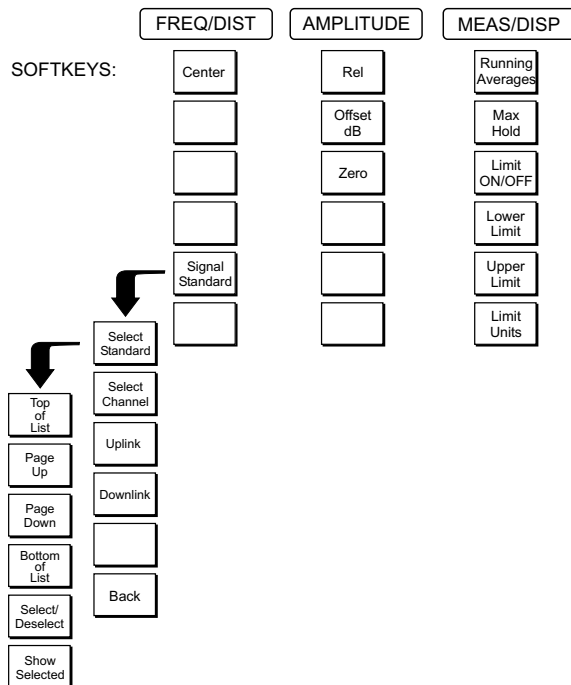 FREQ/DIST
AMPLITUDE
MEAS/DISP
SOFTKEYS:
Center
Signal
Standard
Rel
Offset
dB
Zero
Running
Averages
Max
Hold
Limit
ON/OFF
Lower
Limit
Upper
Limit
Limit
Units
Select
Standard
Select
Channel
Uplink
Downlink
Back
Top
of
List
Page
Up
Page
Down
Bottom
of
List
Select/
Deselect
Show
Selected